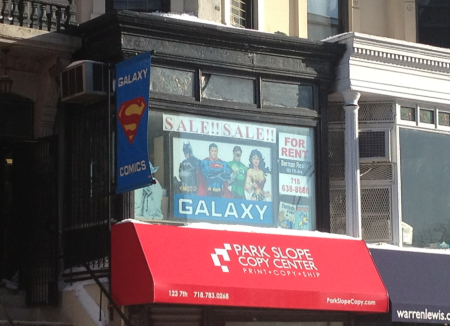 GALAXY
COMICS
SALE!! SALE!!
GALAXY
FOR
RENT
718
PARK SLOPE
COPY CENTER
PRINT • COPY • SHIP
123 7th 718.783.0268 ParkSlopeCopy.com
warrenlewis.c